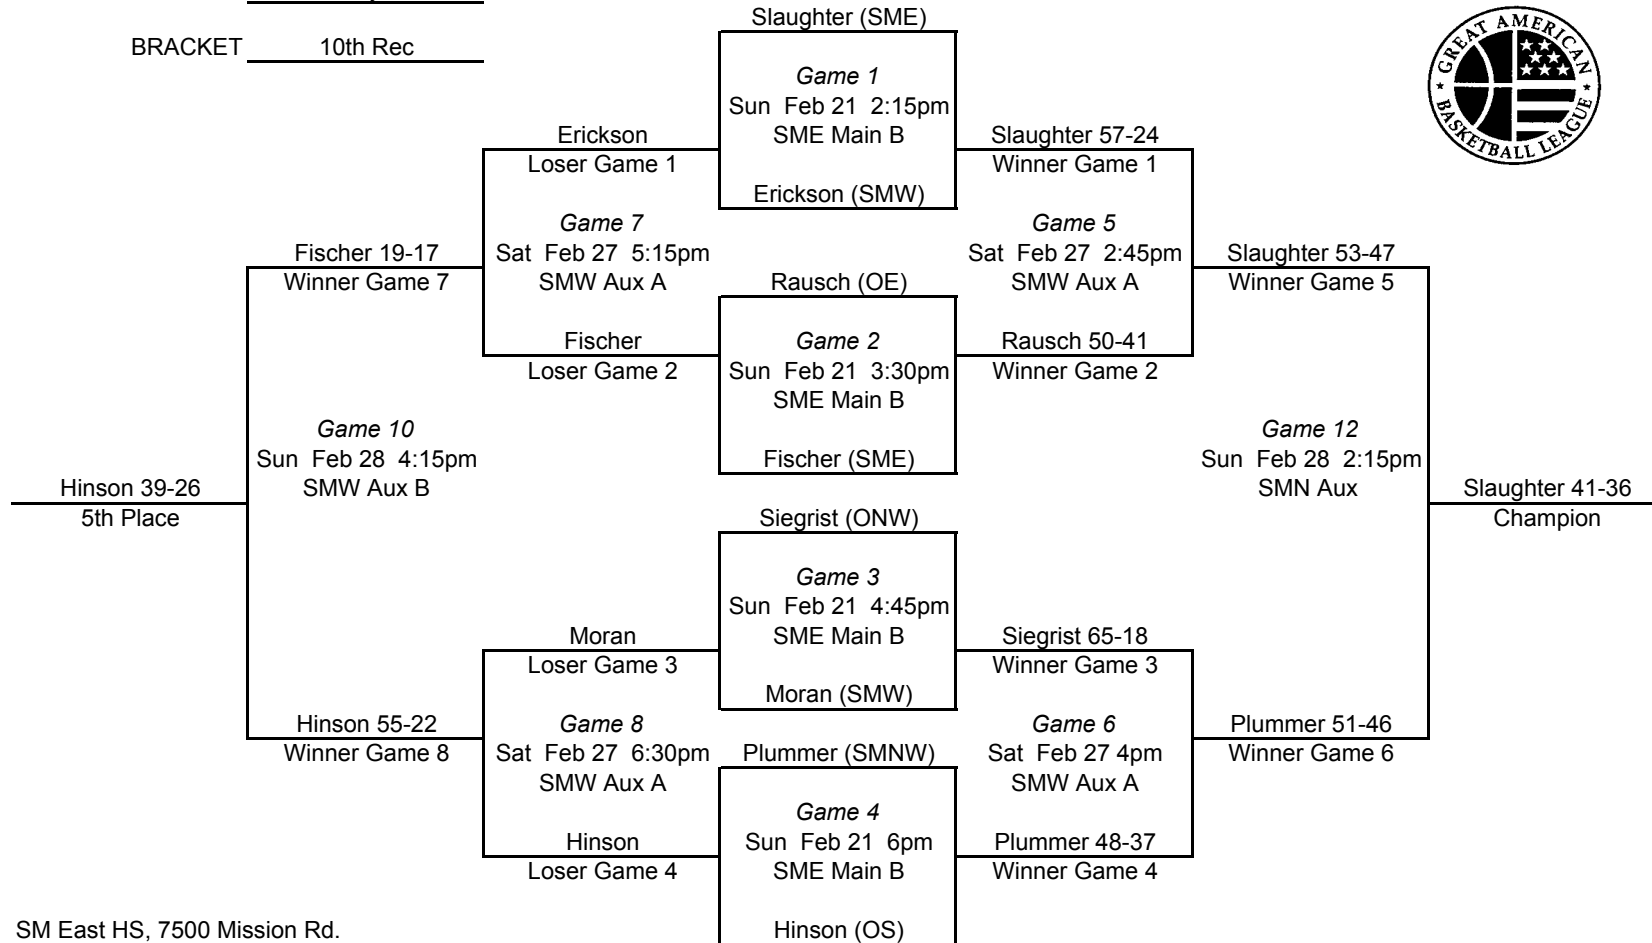 Slaughter (SME)
BRACKET 10th Rec
GREAT AMERICAN
BASKETBALL LEAGUE
Game 1
Sun Feb 21 2:15pm
SME Main B
Erickson
Loser Game 1
Slaughter 57-24
Winner Game 1
Erickson (SMW)
Game 7
Sat Feb 27 5:15pm
SMW Aux A
Game 5
Sat Feb 27 2:45pm
SMW Aux A
Fischer 19-17
Winner Game 7
Slaughter 53-47
Winner Game 5
Rausch (OE)
Game 2
Sun Feb 21 3:30pm
SME Main B
Fischer
Loser Game 2
Rausch 50-41
Winner Game 2
Fischer (SME)
Game 10
Sun Feb 28 4:15pm
SMW Aux B
Game 12
Sun Feb 28 2:15pm
SMN Aux
Hinson 39-26
5th Place
Slaughter 41-36
Champion
Siegrist (ONW)
Game 3
Sun Feb 21 4:45pm
SME Main B
Moran
Loser Game 3
Siegrist 65-18
Winner Game 3
Moran (SMW)
Hinson 55-22
Winner Game 8
Game 8
Sat Feb 27 6:30pm
SMW Aux A
Game 6
Sat Feb 27 4pm
SMW Aux A
Plummer 51-46
Winner Game 6
Plummer (SMNW)
Game 4
Sun Feb 21 6pm
SME Main B
Hinson
Loser Game 4
Plummer 48-37
Winner Game 4
Hinson (OS)
SM East HS, 7500 Mission Rd.